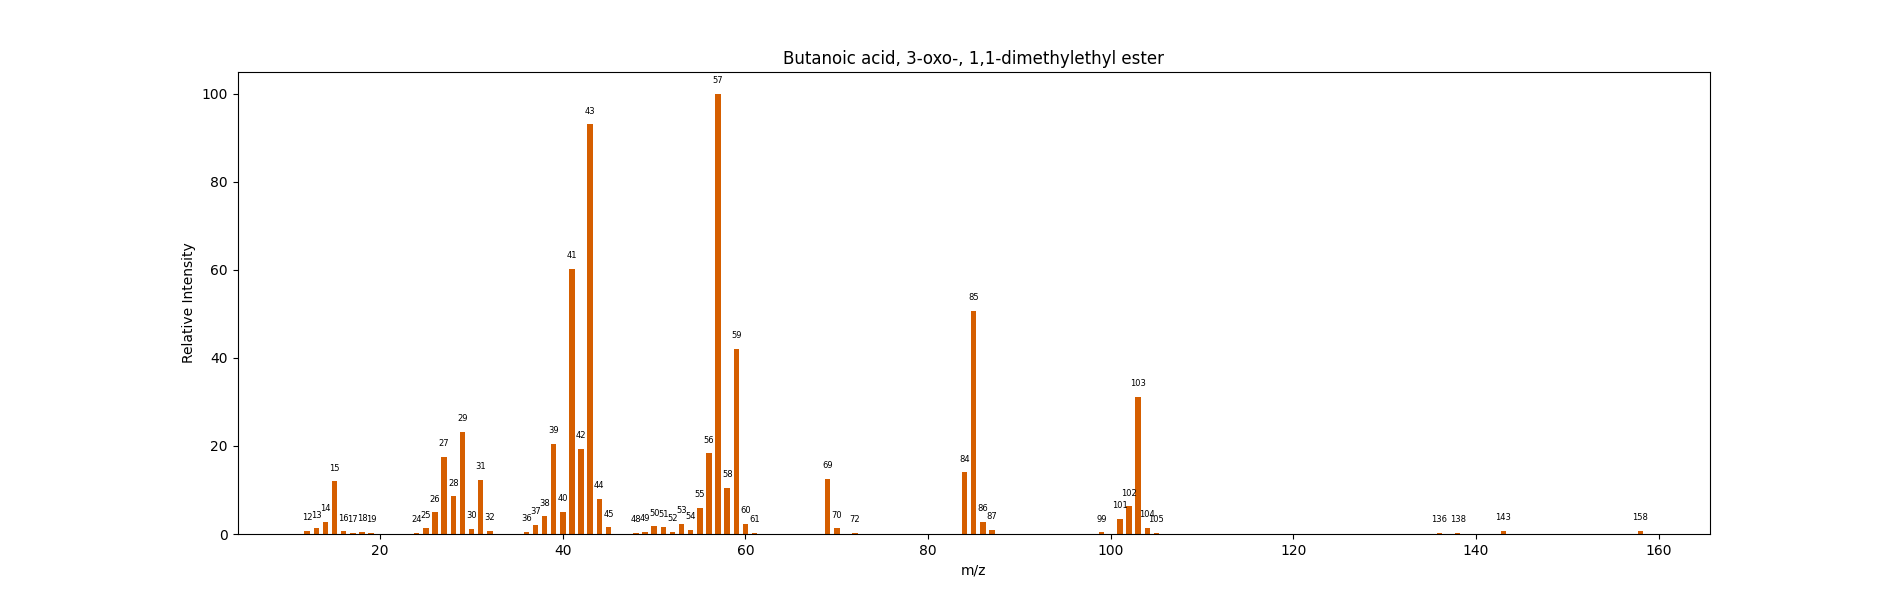 Butanoic acid, 3-oxo-, 1,1-dimethylethyl ester
Relative Intensity
100
80
60
40
20
0
12 13 14 15 16 17 18 19 24 25 26 27 28 29 30 31 32 36 37 38 39 40 41 42 43 44 45 48 49 50 51 52 53 54 55 56 57 58 59 60 61 69 70 72 84 85 86 87 99 101 102 103 104 105 136 138 143 158
20 40 60 80 100 120 140 160
m/z